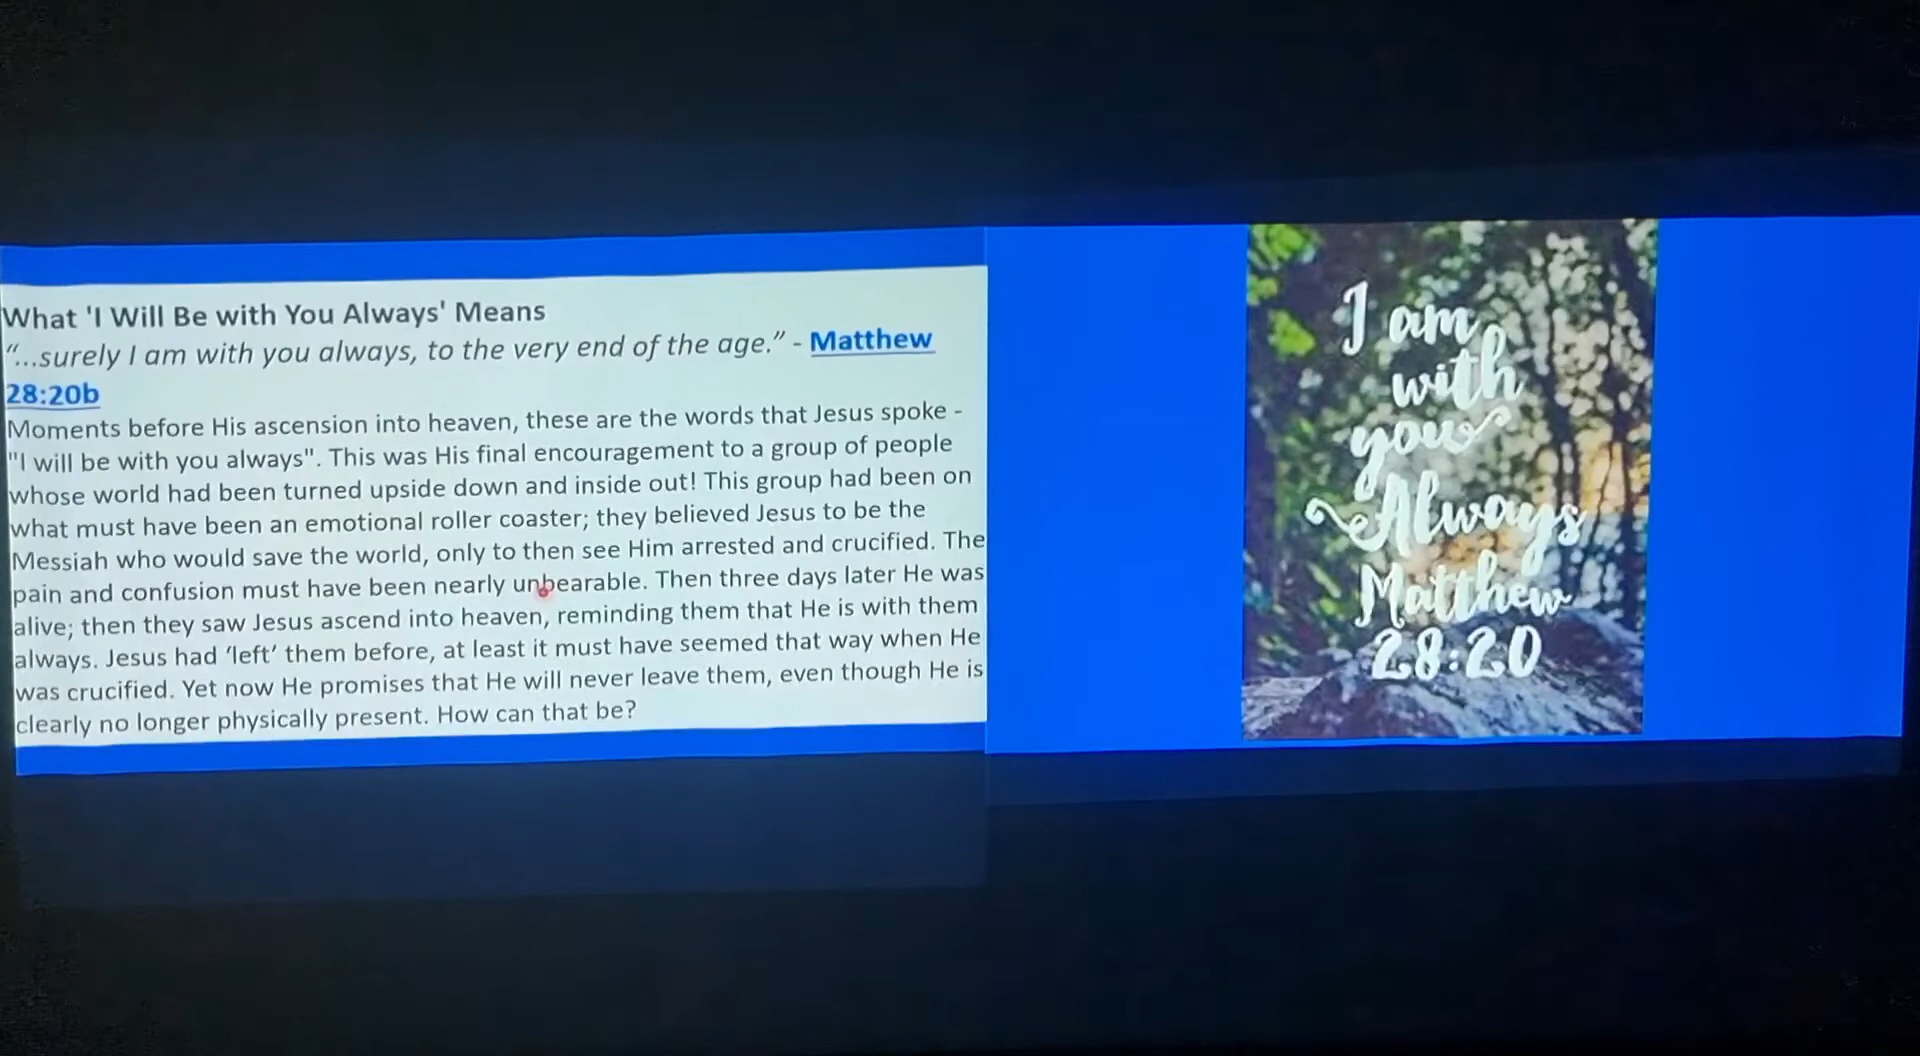 What 'I Will Be with You Always' Means
“...surely I am with you always, to the very end of the age.” - Matthew
28:20b
Moments before His ascension into heaven, these are the words that Jesus spoke -
"I will be with you always". This was His final encouragement to a group of people
whose world had been turned upside down and inside out! This group had been on
what must have been an emotional roller coaster; they believed Jesus to be the
Messiah who would save the world, only to then see Him arrested and crucified. The
pain and confusion must have been nearly unbearable. Then three days later He was
alive; then they saw Jesus ascend into heaven, reminding them that He is with them
always. Jesus had ‘left’ them before, at least it must have seemed that way when He
was crucified. Yet now He promises that He will never leave them, even though He is
clearly no longer physically present. How can that be?
I am
with
you
Always
Matthew
28:20